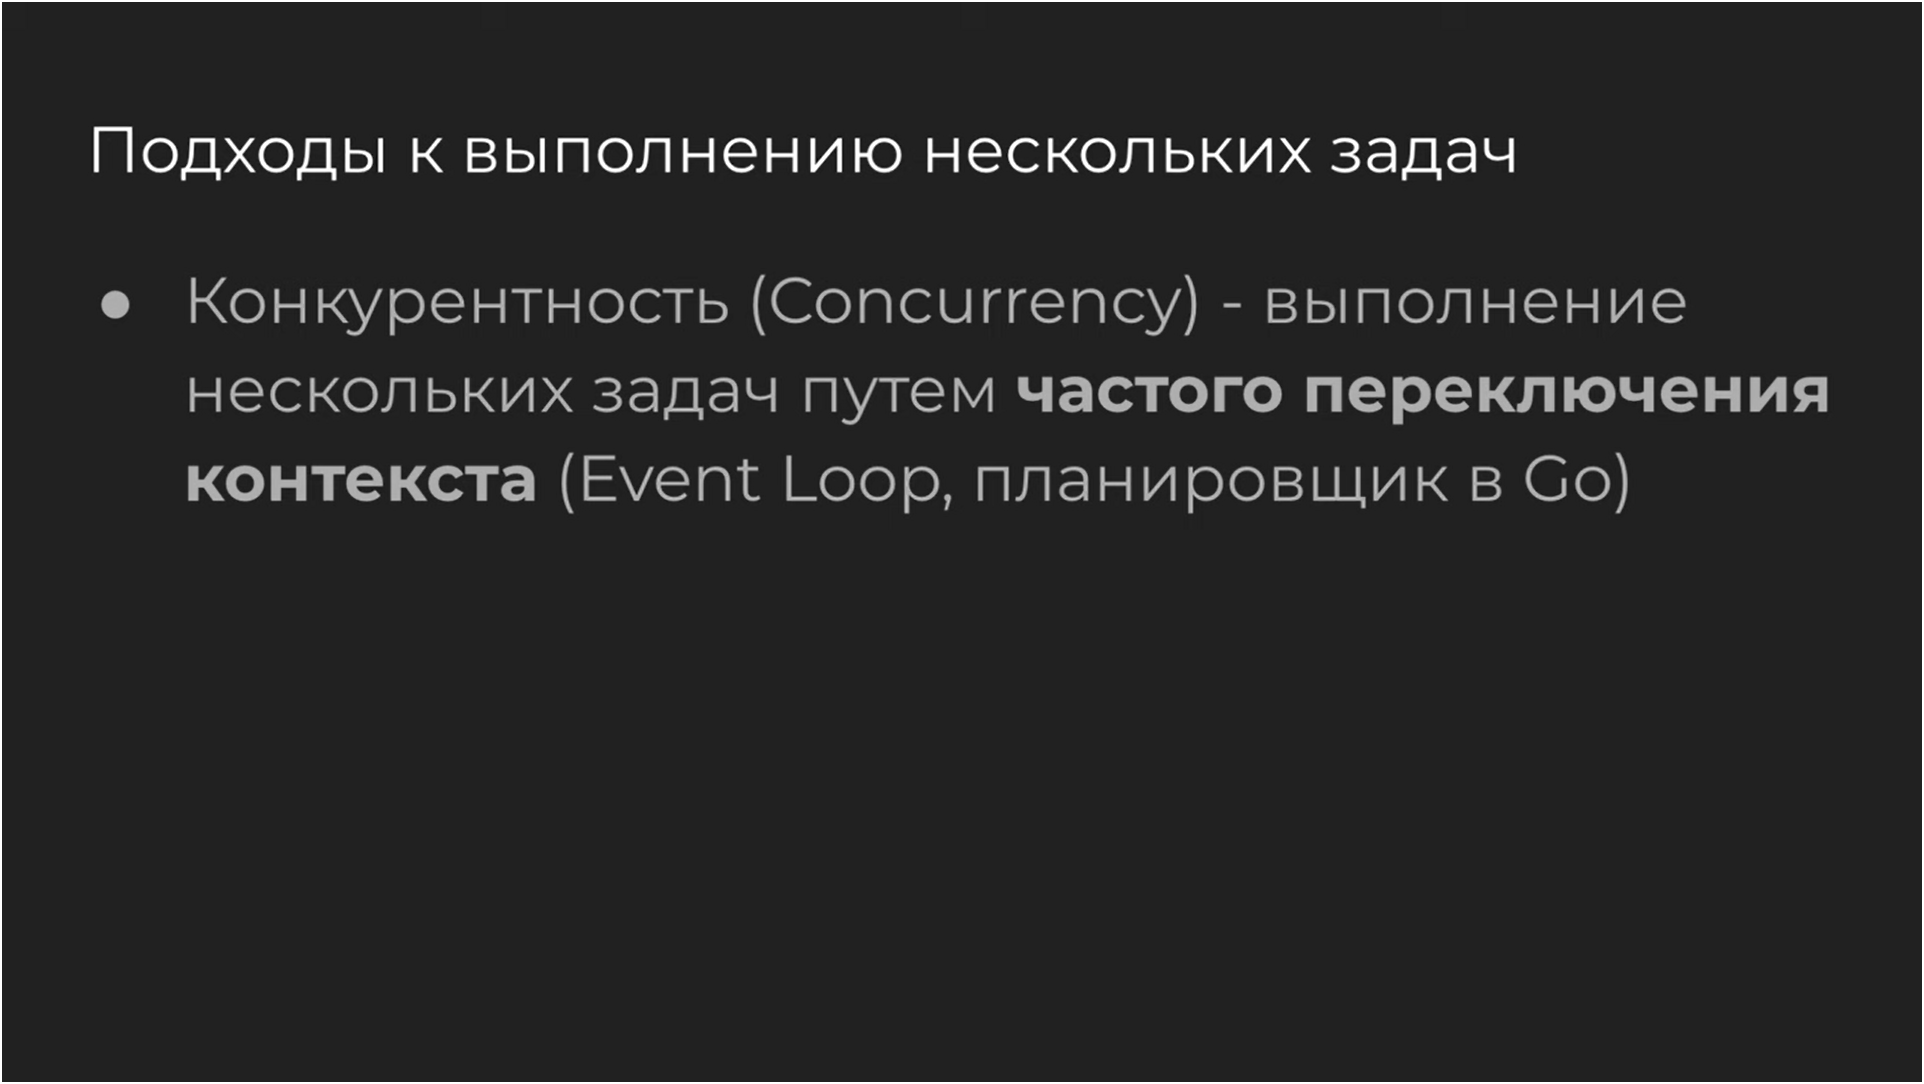 Подходы к выполнению нескольких задач
● Конкурентность (Concurrency) - выполнение
нескольких задач путем частого переключения
контекста (Event Loop, планировщик в Go)